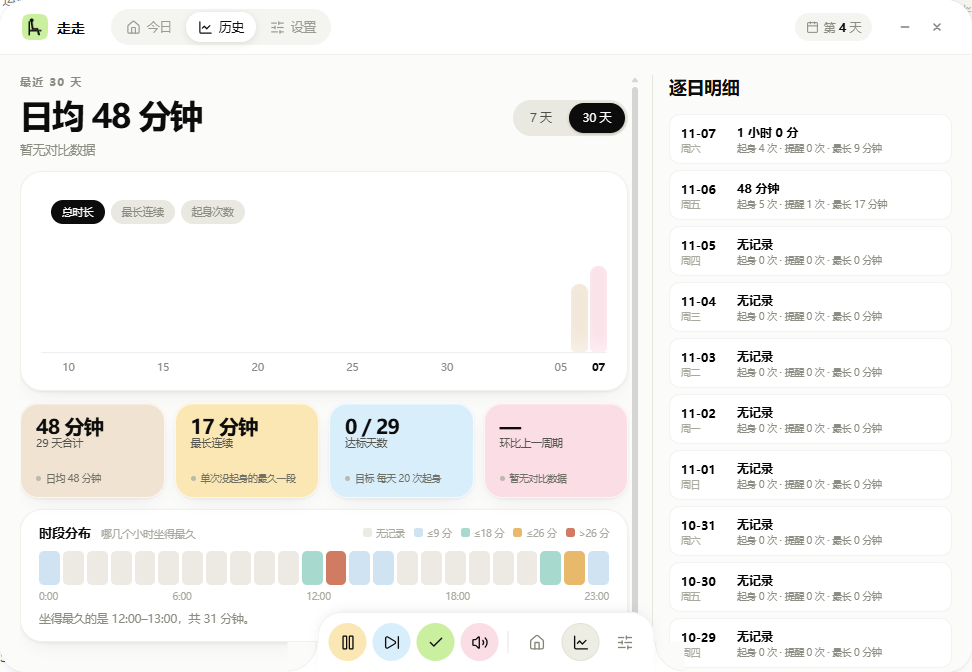 走走
今日
历史
设置
第 4 天
最近 30 天
日均 48 分钟
暂无对比数据
7 天
30 天
总时长
最长连续
起身次数
10 15 20 25 30 05 07
48 分钟
29 天合计
日均 48 分钟
17 分钟
最长连续
单次没起身的最久一段
0 / 29
达标天数
目标 每天 20 次起身
—
环比上一周期
暂无对比数据
时段分布 哪几个小时坐得最久
无记录 ≤9 分 ≤18 分 ≤26 分 >26 分
0:00 6:00 12:00 18:00 23:00
坐得最久的是 12:00–13:00，共 31 分钟。
逐日明细
11-07 1 小时 0 分
周六 起身 4 次 · 提醒 0 次 · 最长 9 分钟
11-06 48 分钟
周五 起身 5 次 · 提醒 1 次 · 最长 17 分钟
11-05 无记录
周四 起身 0 次 · 提醒 0 次 · 最长 0 分钟
11-04 无记录
周三 起身 0 次 · 提醒 0 次 · 最长 0 分钟
11-03 无记录
周二 起身 0 次 · 提醒 0 次 · 最长 0 分钟
11-02 无记录
周一 起身 0 次 · 提醒 0 次 · 最长 0 分钟
11-01 无记录
周日 起身 0 次 · 提醒 0 次 · 最长 0 分钟
10-31 无记录
周六 起身 0 次 · 提醒 0 次 · 最长 0 分钟
10-30 无记录
周五 起身 0 次 · 提醒 0 次 · 最长 0 分钟
10-29 无记录
周四 起身 0 次 · 提醒 0 次 · 最长 0 分钟